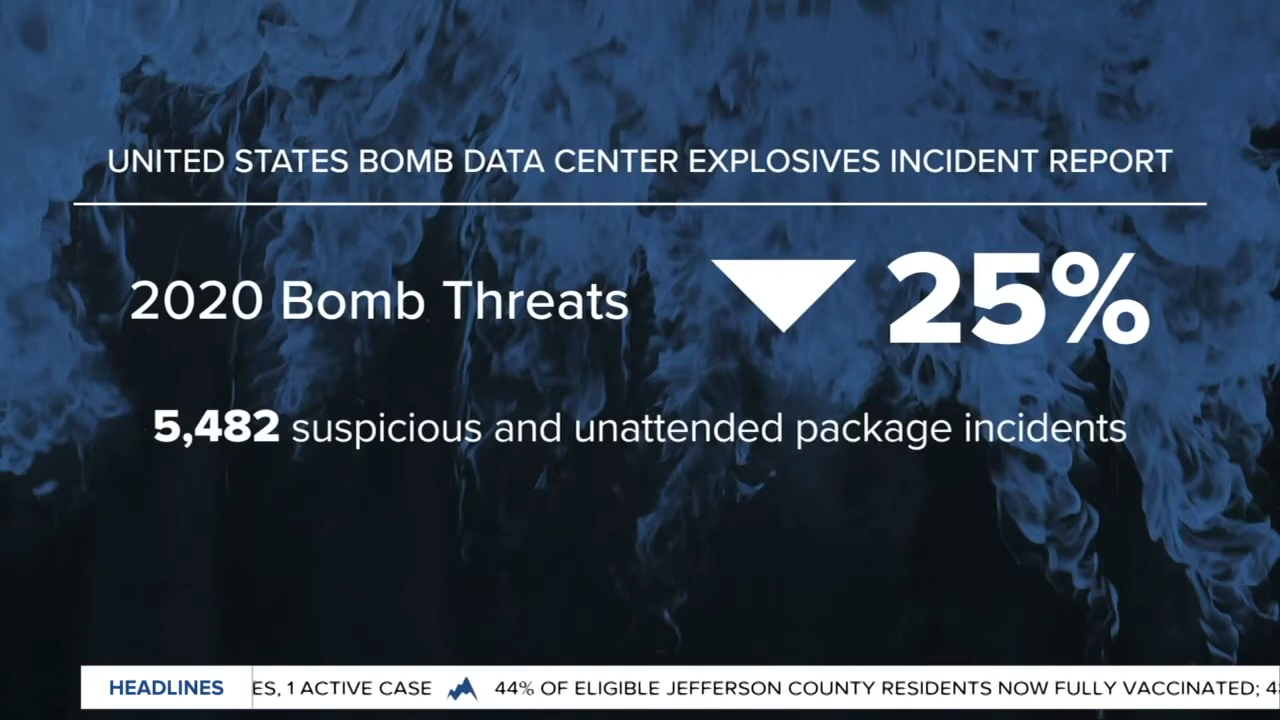 UNITED STATES BOMB DATA CENTER EXPLOSIVES INCIDENT REPORT
2020 Bomb Threats 25%
5,482 suspicious and unattended package incidents
HEADLINES ES, 1 ACTIVE CASE 44% OF ELIGIBLE JEFFERSON COUNTY RESIDENTS NOW FULLY VACCINATED;